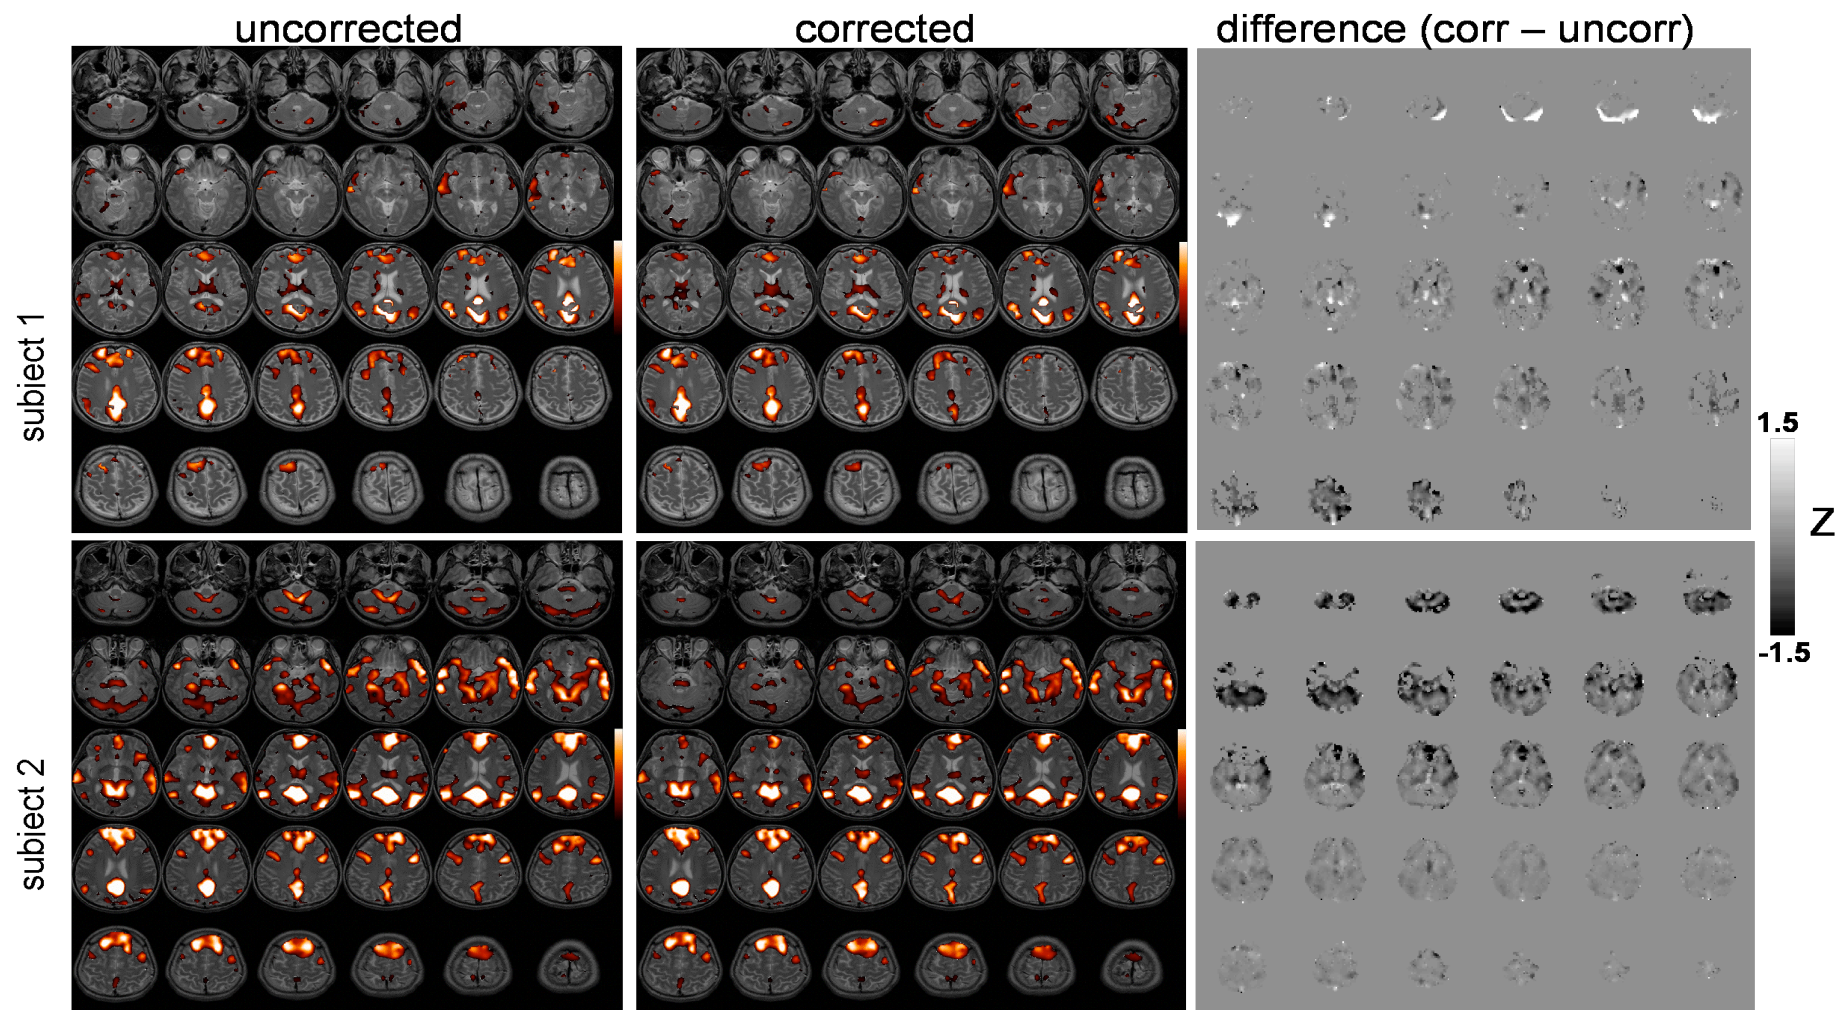 uncorrected
corrected
difference (corr – uncorr)
subject 1
1.5
Z
-1.5
subject 2